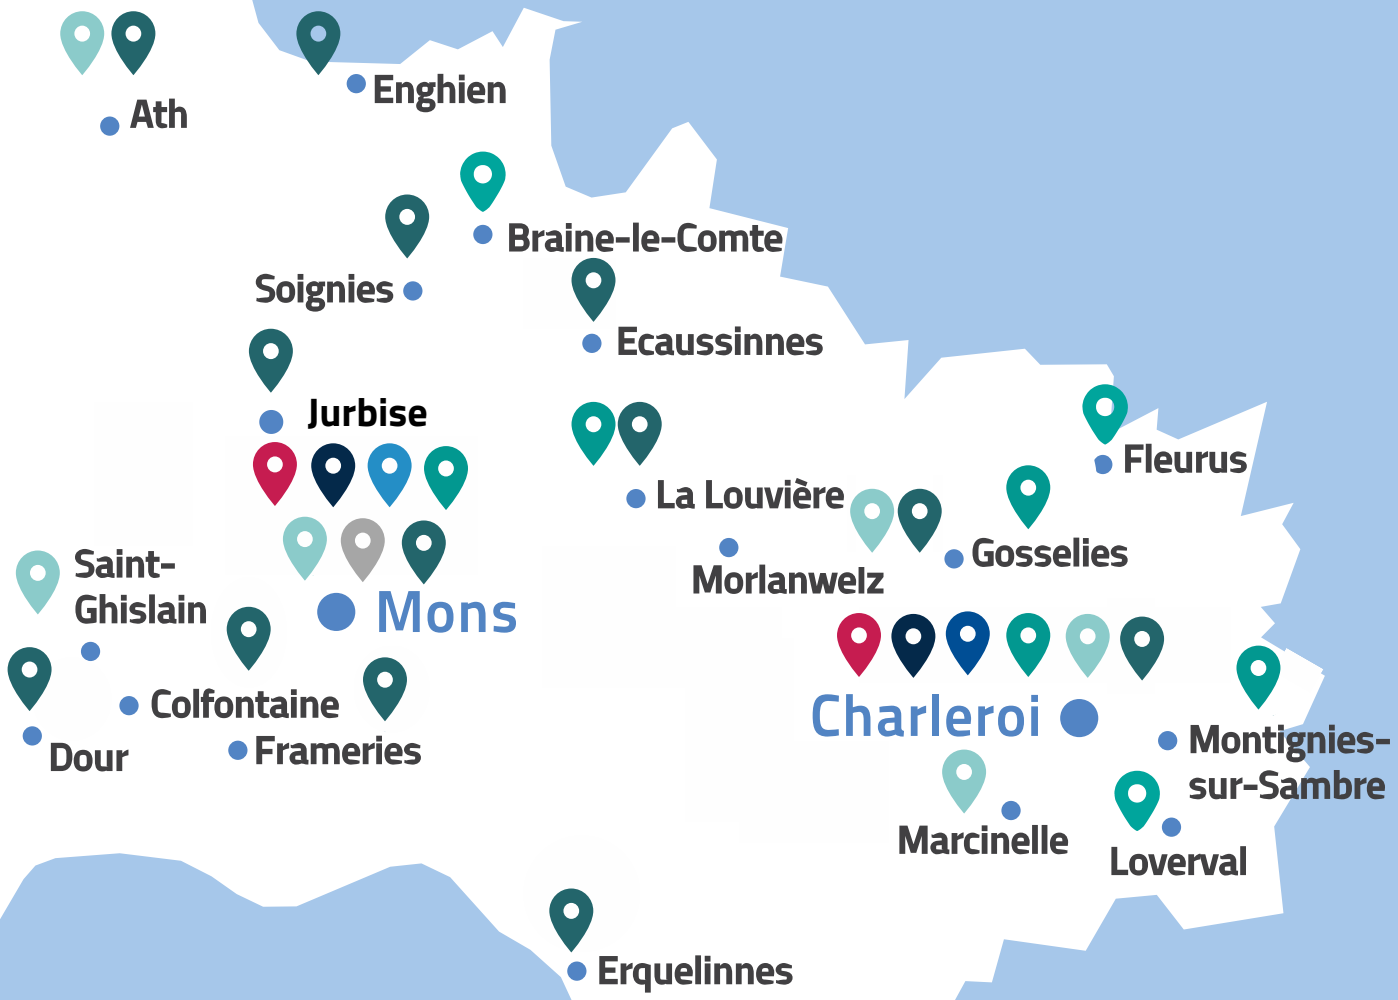 Enghien
Ath
Braine-le-Comte
Soignies
Ecaussinnes
Jurbise
Fleurus
La Louvière
Gosselies
Saint-
Ghislain
Morlanwelz
Mons
Colfontaine
Charleroi
Montignies-
sur-Sambre
Dour
Frameries
Marcinelle
Loverval
Erquelinnes